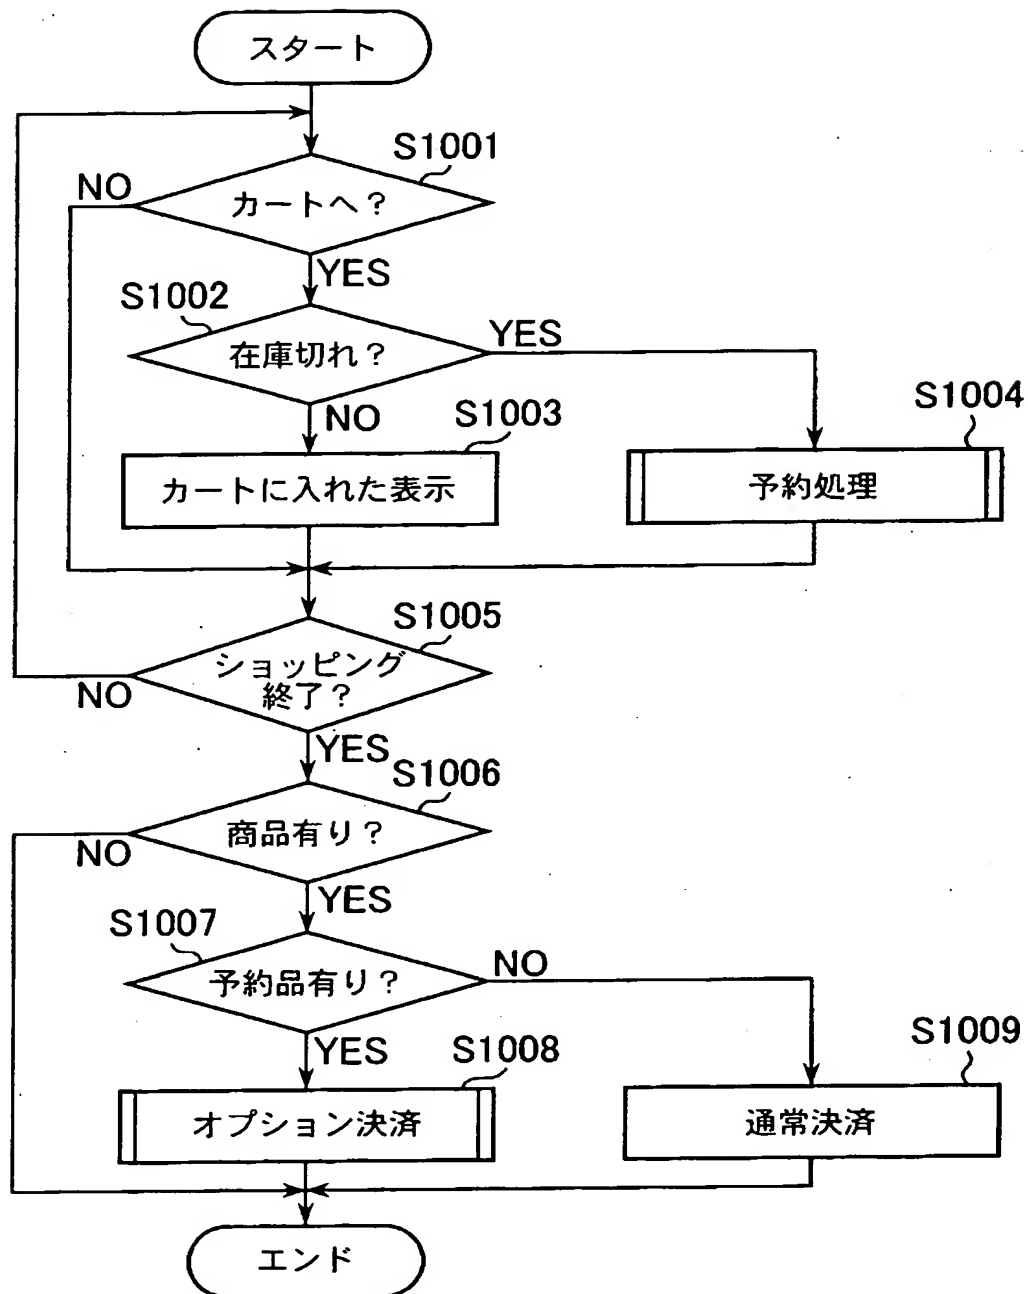 スタート
S1001
NO
カートへ？
YES
S1002
在庫切れ？
YES
NO
S1003
S1004
カートに入れた表示
予約処理
S1005
ショッピング
終了？
NO
YES
S1006
商品有り？
NO
YES
S1007
予約品有り？
NO
YES
S1008
S1009
オプション決済
通常決済
エンド